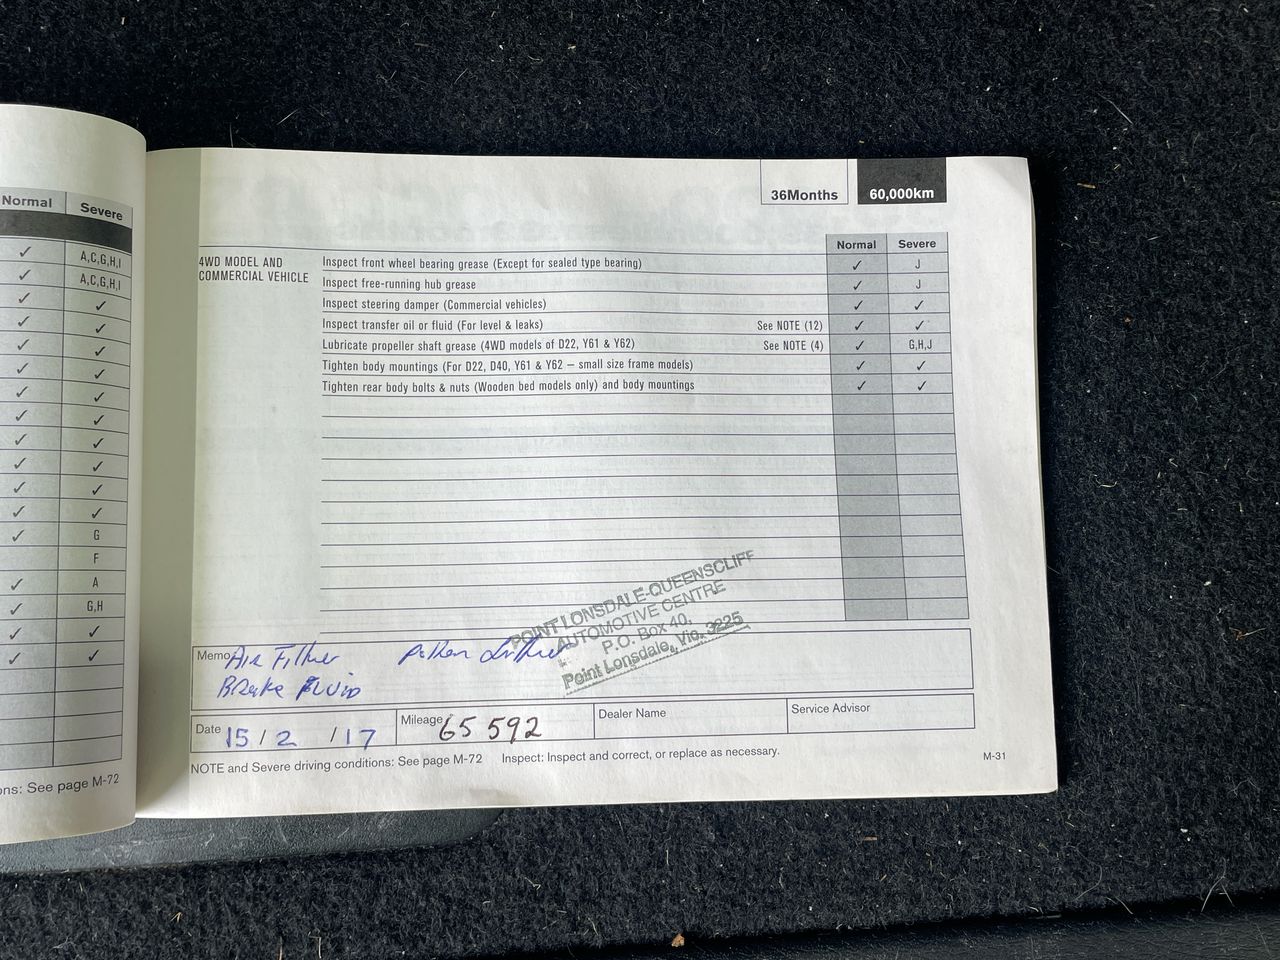 Normal Severe
✓ A,C,G,H,I
✓ A,C,G,H,I
✓ ✓
✓ ✓
✓ ✓
✓ ✓
✓ ✓
✓ ✓
✓ ✓
✓ ✓
✓ ✓
✓ ✓
✓ G
F
✓ A
✓ G,H
✓ ✓
✓ ✓
ons: See page M-72
36Months 60,000km
Normal Severe
4WD MODEL AND
COMMERCIAL VEHICLE
Inspect front wheel bearing grease (Except for sealed type bearing) ✓ J
Inspect free-running hub grease ✓ J
Inspect steering damper (Commercial vehicles) ✓ ✓
Inspect transfer oil or fluid (For level & leaks) See NOTE (12) ✓ ✓
Lubricate propeller shaft grease (4WD models of D22, Y61 & Y62) See NOTE (4) ✓ G,H,J
Tighten body mountings (For D22, D40, Y61 & Y62 – small size frame models) ✓ ✓
Tighten rear body bolts & nuts (Wooden bed models only) and body mountings ✓ ✓
POINT LONSDALE-QUEENSCLIFF
AUTOMOTIVE CENTRE
P.O. Box 40,
Point Lonsdale, Vic. 3225
Memo Air Filter
Brake Fluid
Date 15/2/17 Mileage 65 592 Dealer Name Service Advisor
NOTE and Severe driving conditions: See page M-72 Inspect: Inspect and correct, or replace as necessary. M-31